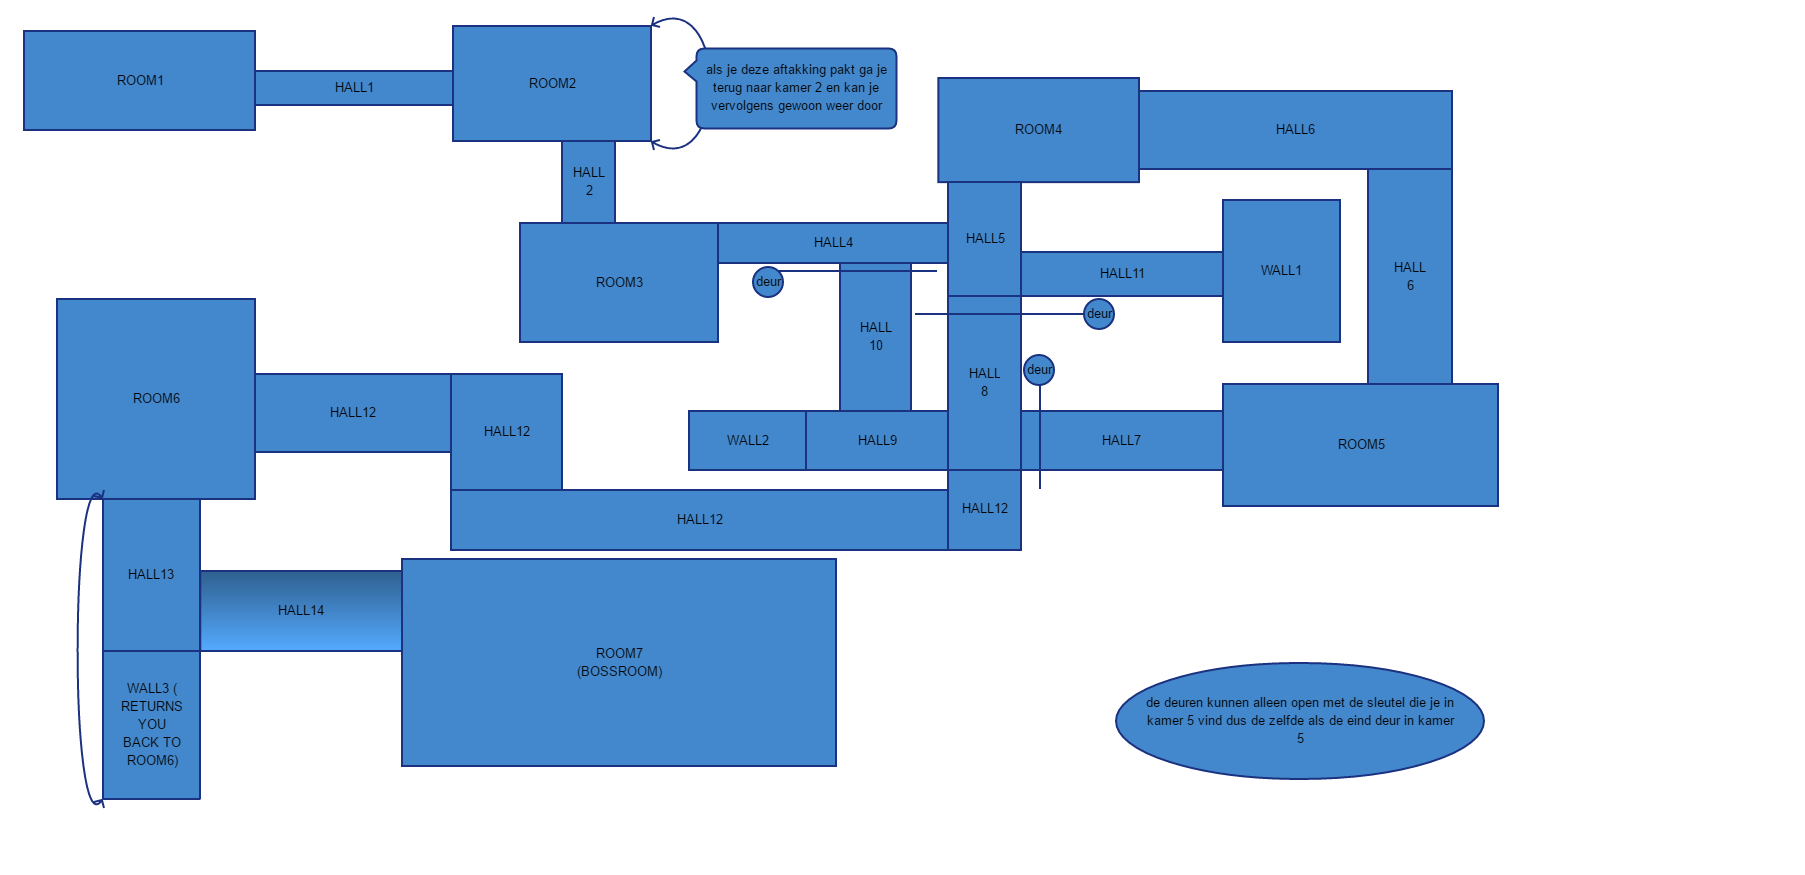 ROOM1
HALL1
ROOM2
als je deze aftakking pakt ga je
terug naar kamer 2 en kan je
vervolgens gewoon weer door
ROOM4
HALL6
HALL
2
HALL4
HALL5
ROOM3
deur
HALL11
WALL1
HALL
6
deur
HALL
10
HALL
8
deur
ROOM6
HALL12
HALL12
WALL2
HALL9
HALL7
ROOM5
HALL12
HALL12
HALL13
HALL14
ROOM7
(BOSSROOM)
WALL3 (
RETURNS
YOU
BACK TO
ROOM6)
de deuren kunnen alleen open met de sleutel die je in
kamer 5 vind dus de zelfde als de eind deur in kamer
5